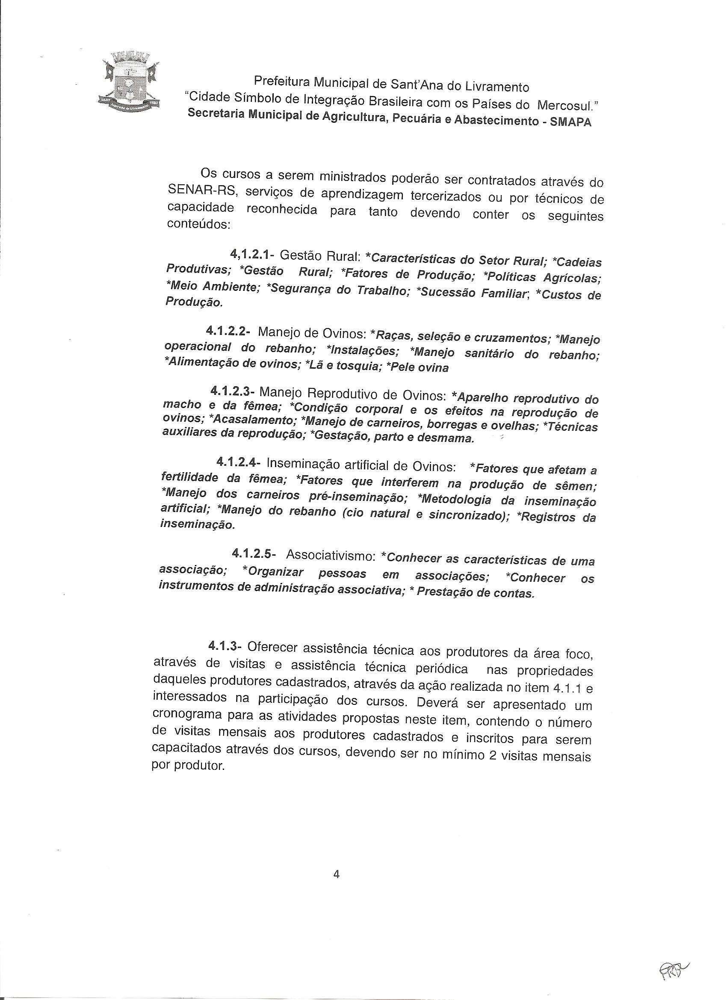 Prefeitura Municipal de Sant'Ana do Livramento
“Cidade Símbolo de Integração Brasileira com os Países do Mercosul.”
Secretaria Municipal de Agricultura, Pecuária e Abastecimento - SMAPA
Os cursos a serem ministrados poderão ser contratados através do
SENAR-RS, serviços de aprendizagem tercerizados ou por técnicos de
capacidade reconhecida para tanto devendo conter os seguintes
conteúdos:
4,1.2.1- Gestão Rural: *Características do Setor Rural; *Cadeias
Produtivas; *Gestão Rural; *Fatores de Produção; *Políticas Agrícolas;
*Meio Ambiente; *Segurança do Trabalho; *Sucessão Familiar; *Custos de
Produção.
4.1.2.2- Manejo de Ovinos: *Raças, seleção e cruzamentos; *Manejo
operacional do rebanho; *Instalações; *Manejo sanitário do rebanho;
*Alimentação de ovinos; *Lã e tosquia; *Pele ovina
4.1.2.3- Manejo Reprodutivo de Ovinos: *Aparelho reprodutivo do
macho e da fêmea; *Condição corporal e os efeitos na reprodução de
ovinos; *Acasalamento; *Manejo de carneiros, borregas e ovelhas; *Técnicas
auxiliares da reprodução; *Gestação, parto e desmama.
4.1.2.4- Inseminação artificial de Ovinos: *Fatores que afetam a
fertilidade da fêmea; *Fatores que interferem na produção de sêmen;
*Manejo dos carneiros pré-inseminação; *Metodologia da inseminação
artificial; *Manejo do rebanho (cio natural e sincronizado); *Registros da
inseminação.
4.1.2.5- Associativismo: *Conhecer as características de uma
associação; *Organizar pessoas em associações; *Conhecer os
instrumentos de administração associativa; * Prestação de contas.
4.1.3- Oferecer assistência técnica aos produtores da área foco,
através de visitas e assistência técnica periódica nas propriedades
daqueles produtores cadastrados, através da ação realizada no item 4.1.1 e
interessados na participação dos cursos. Deverá ser apresentado um
cronograma para as atividades propostas neste item, contendo o número
de visitas mensais aos produtores cadastrados e inscritos para serem
capacitados através dos cursos, devendo ser no mínimo 2 visitas mensais
por produtor.
4